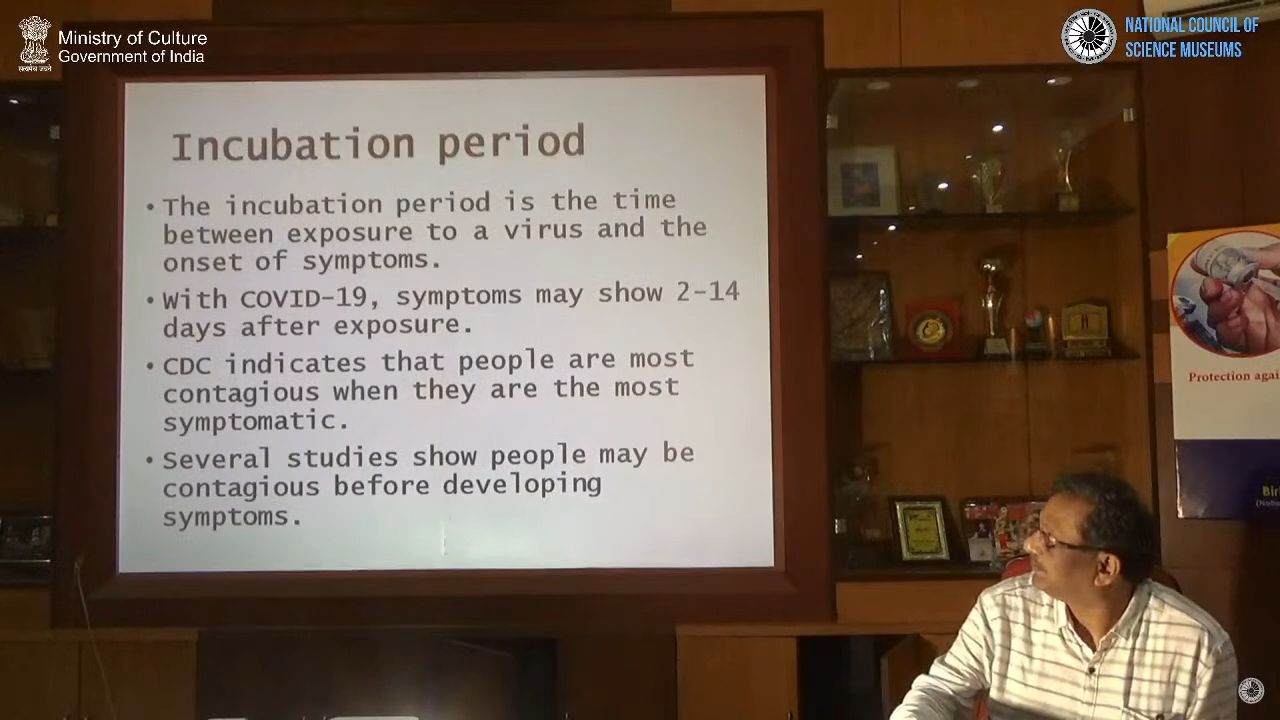 Ministry of Culture
Government of India
NATIONAL COUNCIL OF
SCIENCE MUSEUMS
Incubation period
• The incubation period is the time
between exposure to a virus and the
onset of symptoms.
• With COVID-19, symptoms may show 2-14
days after exposure.
• CDC indicates that people are most
contagious when they are the most
symptomatic.
• Several studies show people may be
contagious before developing
symptoms.
Protection agai
Bir